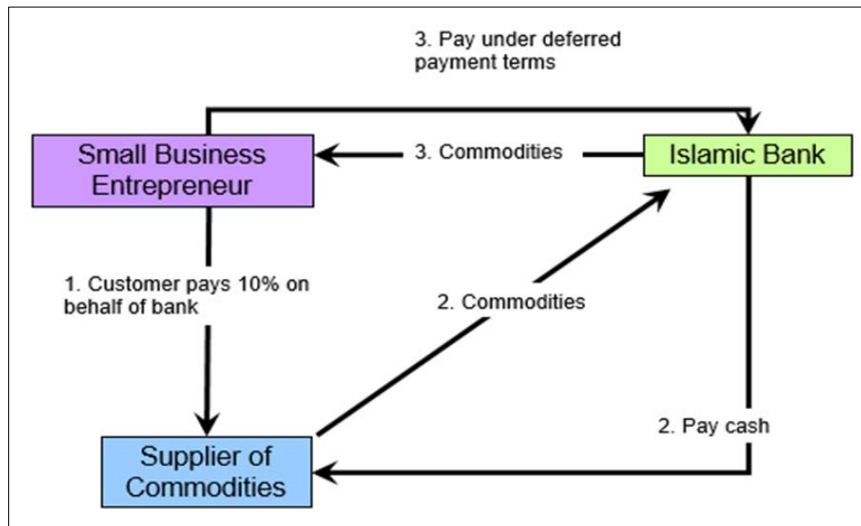 3. Pay under deferred
payment terms
Small Business
Entrepreneur
3. Commodities
Islamic Bank
1. Customer pays 10% on
behalf of bank
2. Commodities
2. Pay cash
Supplier of
Commodities